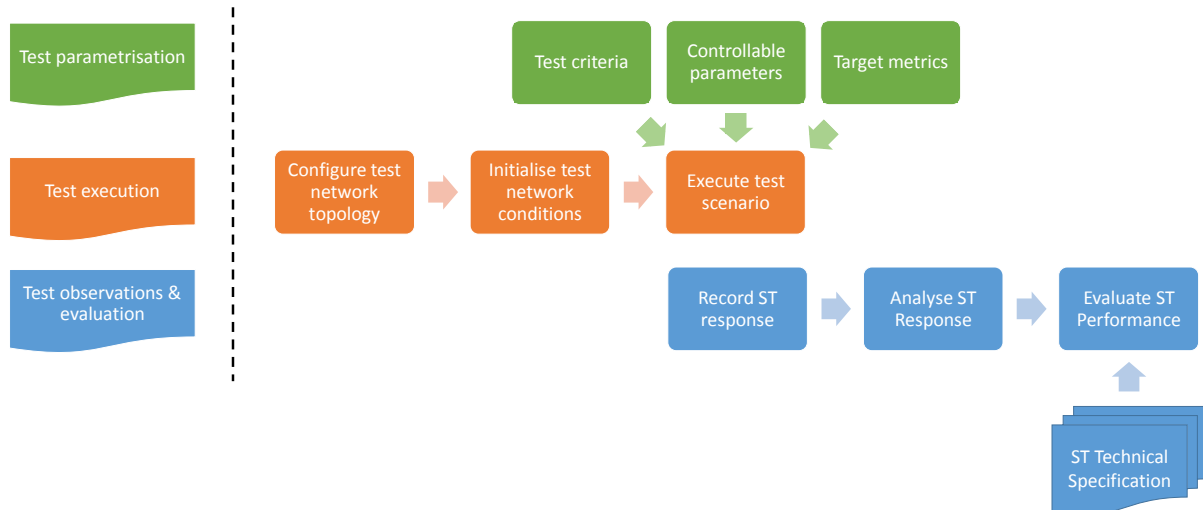 Test parametrisation
Test criteria
Controllable
parameters
Target metrics
Test execution
Configure test
network
topology
Initialise test
network
conditions
Execute test
scenario
Test observations &
evaluation
Record ST
response
Analyse ST
Response
Evaluate ST
Performance
ST Technical
Specification